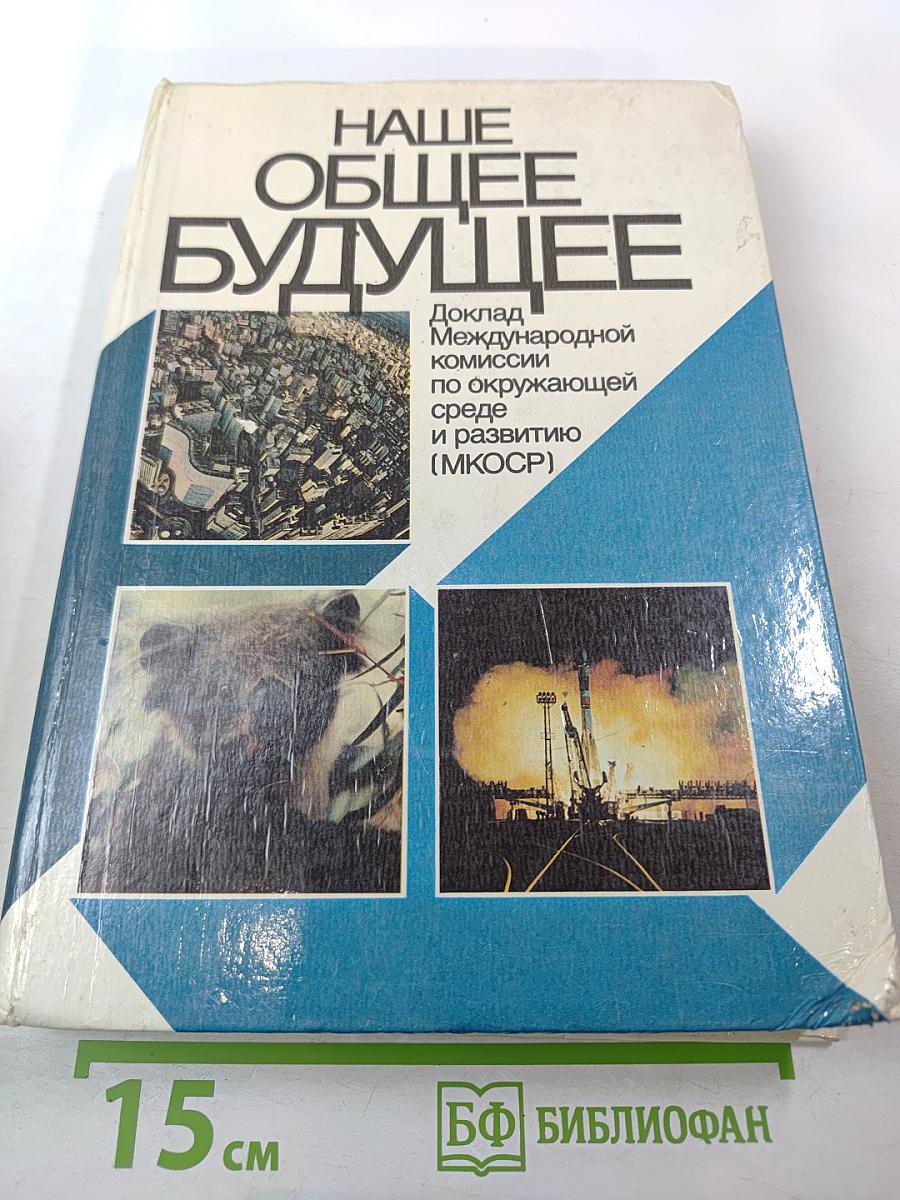 НАШЕ
ОБЩЕЕ
БУДУЩЕЕ
Доклад
Международной
комиссии
по окружающей
среде
и развитию
(МКОСР)
15 см
БФ БИБЛИОФАН